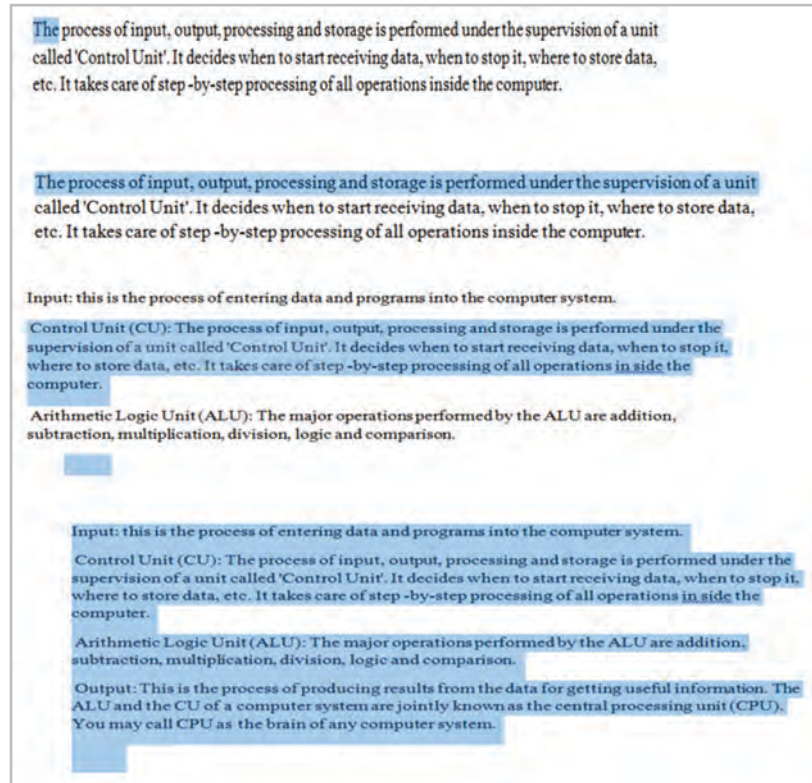 The process of input, output, processing and storage is performed under the supervision of a unit
called 'Control Unit'. It decides when to start receiving data, when to stop it, where to store data,
etc. It takes care of step -by-step processing of all operations inside the computer.
The process of input, output, processing and storage is performed under the supervision of a unit
called 'Control Unit'. It decides when to start receiving data, when to stop it, where to store data,
etc. It takes care of step -by-step processing of all operations inside the computer.
Input: this is the process of entering data and programs into the computer system.
Control Unit (CU): The process of input, output, processing and storage is performed under the
supervision of a unit called 'Control Unit'. It decides when to start receiving data, when to stop it,
where to store data, etc. It takes care of step -by-step processing of all operations in side the
computer.
Arithmetic Logic Unit (ALU): The major operations performed by the ALU are addition,
subtraction, multiplication, division, logic and comparison.
Input: this is the process of entering data and programs into the computer system.
Control Unit (CU): The process of input, output, processing and storage is performed under the
supervision of a unit called 'Control Unit'. It decides when to start receiving data, when to stop it,
where to store data, etc. It takes care of step -by-step processing of all operations in side the
computer.
Arithmetic Logic Unit (ALU): The major operations performed by the ALU are addition,
subtraction, multiplication, division, logic and comparison.
Output: This is the process of producing results from the data for getting useful information. The
ALU and the CU of a computer system are jointly known as the central processing unit (CPU).
You may call CPU as the brain of any computer system.